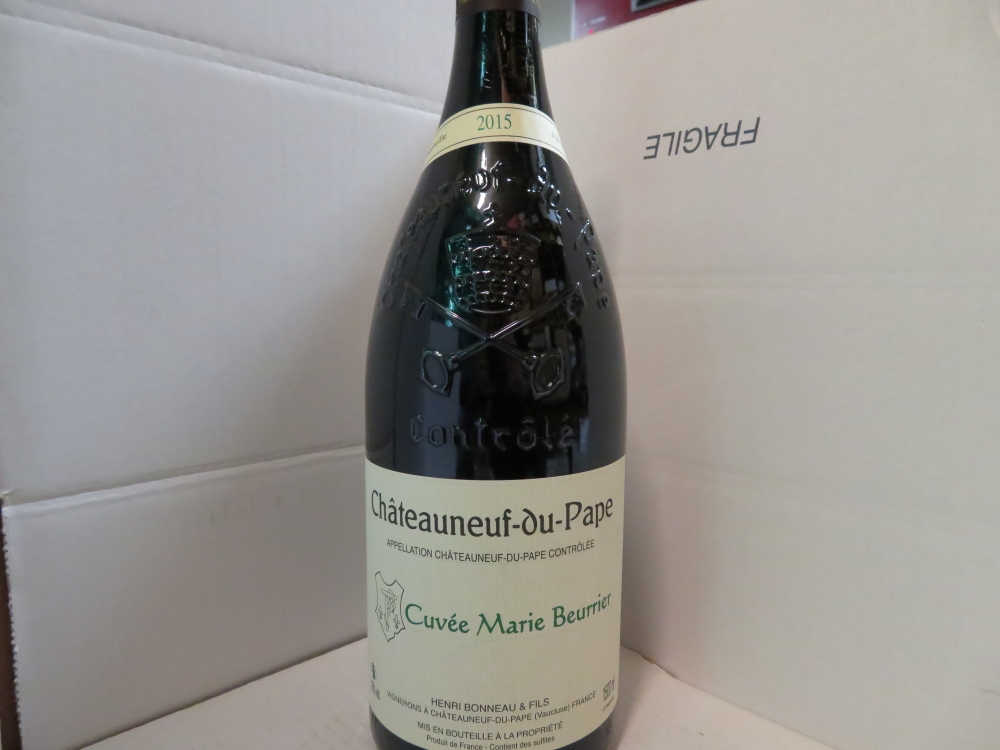 2015
FRAGILE
Contrôlé
Châteauneuf-du-Pape
APPELLATION CHÂTEAUNEUF-DU-PAPE CONTRÔLÉE
Cuvée Marie Beurrier
HENRI BONNEAU & FILS
VIGNERONS À CHÂTEAUNEUF-DU-PAPE (Vaucluse) FRANCE
MIS EN BOUTEILLE À LA PROPRIÉTÉ
Produit de France - Contient des sulfites